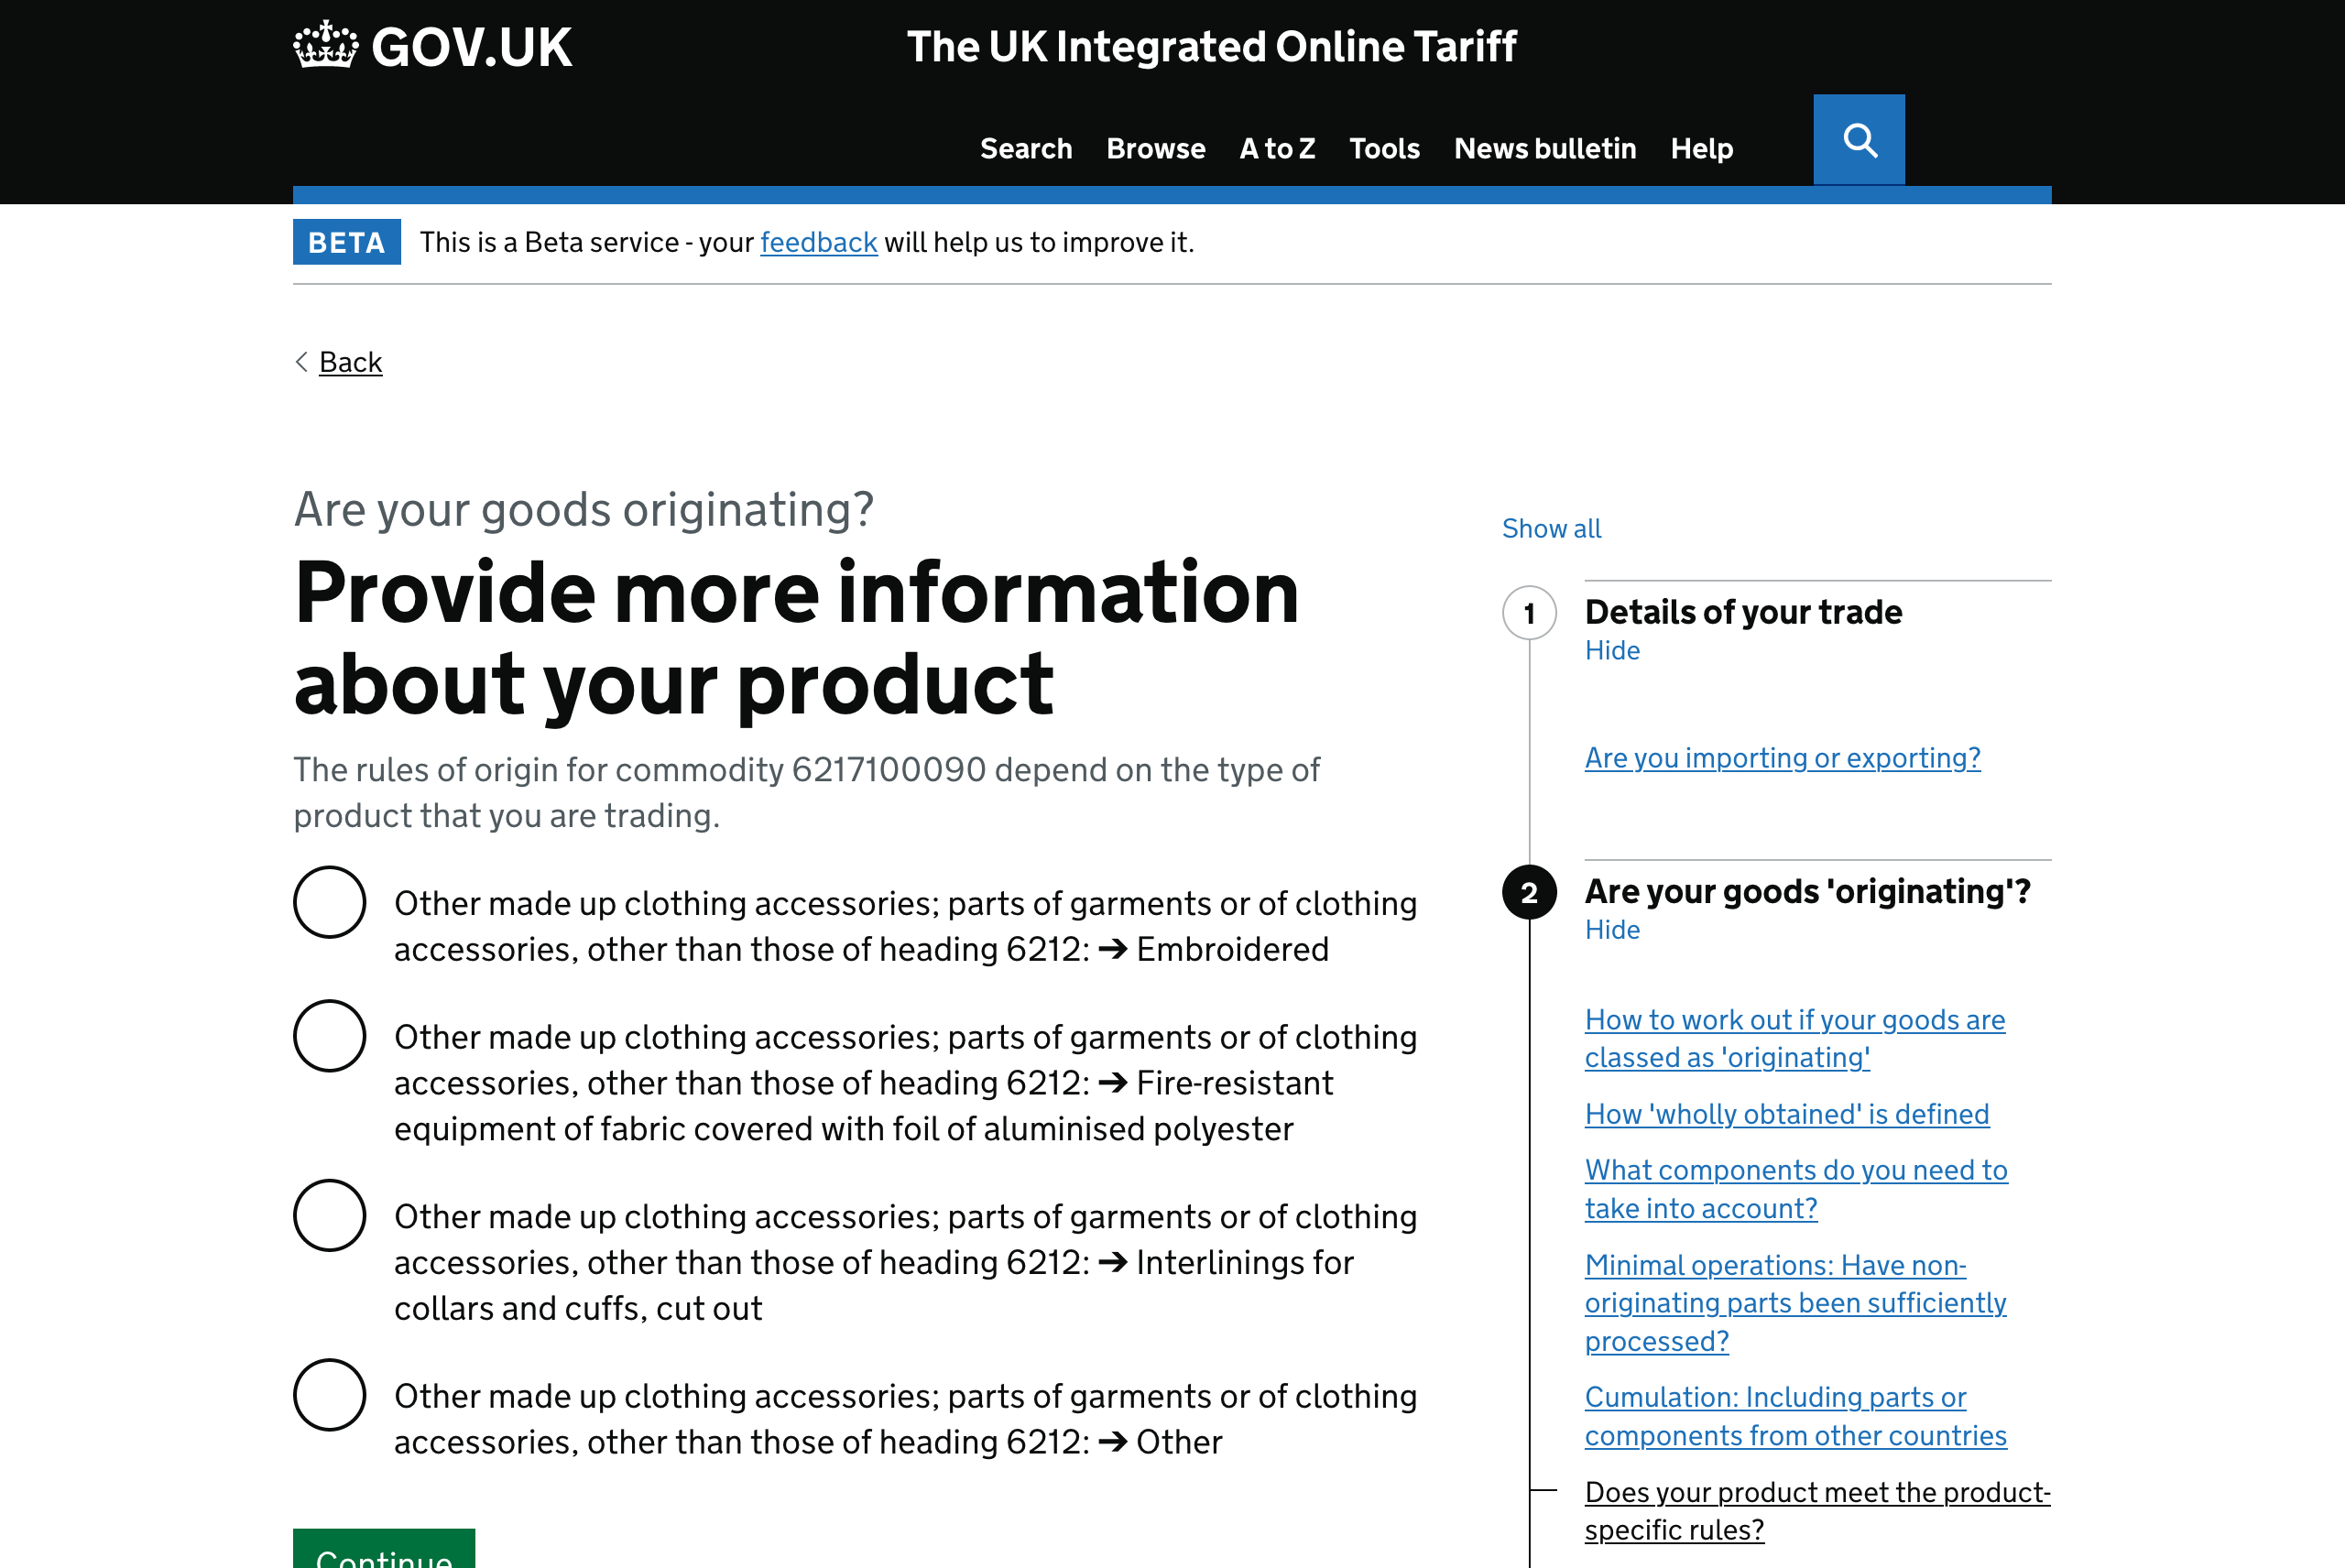 GOV.UK
The UK Integrated Online Tariff
Search Browse A to Z Tools News bulletin Help
BETA This is a Beta service - your feedback will help us to improve it.
Back
Are your goods originating?
Provide more information
about your product
The rules of origin for commodity 6217100090 depend on the type of
product that you are trading.
Other made up clothing accessories; parts of garments or of clothing
accessories, other than those of heading 6212: ➔ Embroidered
Other made up clothing accessories; parts of garments or of clothing
accessories, other than those of heading 6212: ➔ Fire-resistant
equipment of fabric covered with foil of aluminised polyester
Other made up clothing accessories; parts of garments or of clothing
accessories, other than those of heading 6212: ➔ Interlinings for
collars and cuffs, cut out
Other made up clothing accessories; parts of garments or of clothing
accessories, other than those of heading 6212: ➔ Other
Continue
Show all
1 Details of your trade
Hide
Are you importing or exporting?
2 Are your goods 'originating'?
Hide
How to work out if your goods are
classed as 'originating'
How 'wholly obtained' is defined
What components do you need to
take into account?
Minimal operations: Have non-
originating parts been sufficiently
processed?
Cumulation: Including parts or
components from other countries
Does your product meet the product-
specific rules?